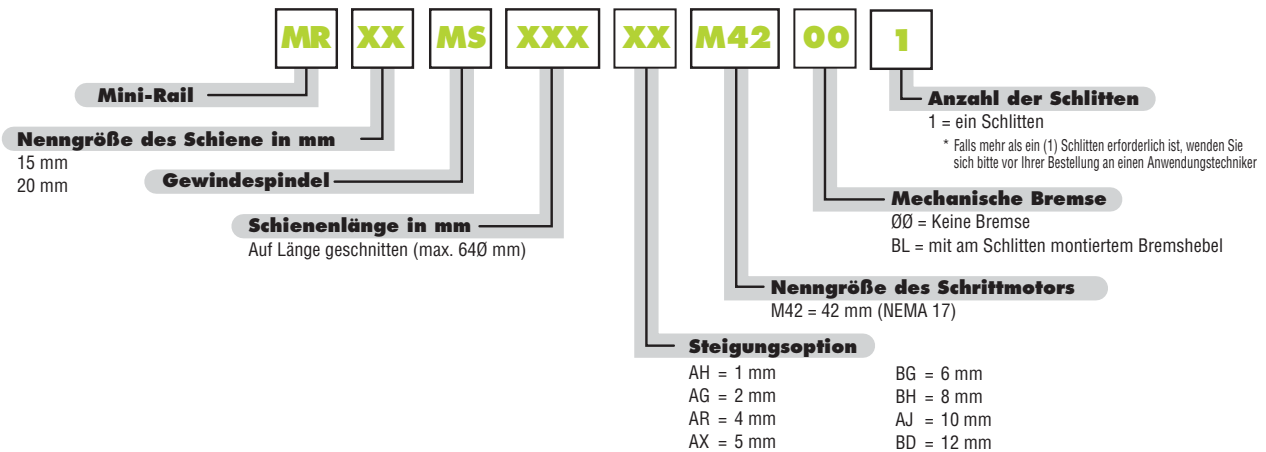 MR XX MS XXX XX M42 00 1
Mini-Rail
Nenngröße des Schiene in mm
15 mm
20 mm
Gewindespindel
Schienenlänge in mm
Auf Länge geschnitten (max. 64Ø mm)
Anzahl der Schlitten
1 = ein Schlitten
* Falls mehr als ein (1) Schlitten erforderlich ist, wenden Sie
sich bitte vor Ihrer Bestellung an einen Anwendungstechniker
Mechanische Bremse
ØØ = Keine Bremse
BL = mit am Schlitten montiertem Bremshebel
Nenngröße des Schrittmotors
M42 = 42 mm (NEMA 17)
Steigungsoption
AH = 1 mm
AG = 2 mm
AR = 4 mm
AX = 5 mm
BG = 6 mm
BH = 8 mm
AJ = 10 mm
BD = 12 mm